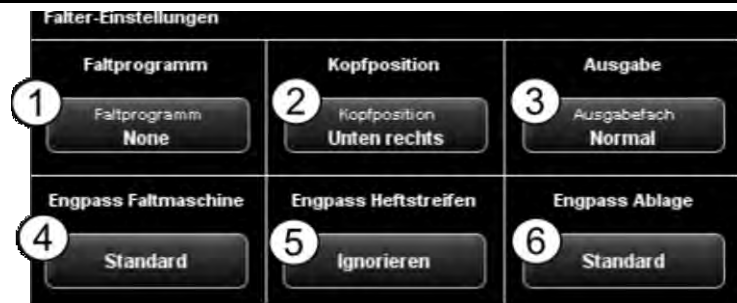 Falter-Einstellungen
Faltprogramm Kopfposition Ausgabe
1 Faltprogramm 2 Kopfposition 3 Ausgabefach
None Unten rechts Normal
Engpass Faltmaschine Engpass Heftstreifen Engpass Ablage
4 Standard 5 Ignorieren 6 Standard